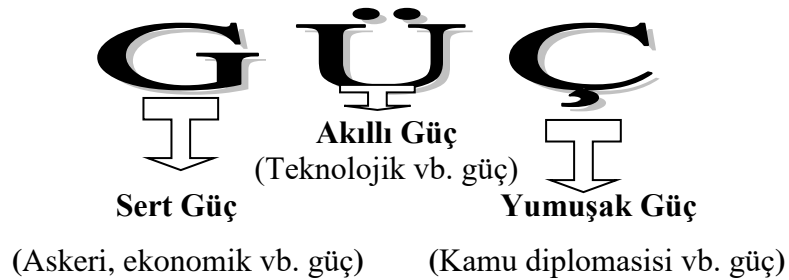 GÜÇ
Akıllı Güç
(Teknolojik vb. güç)
Sert Güç
Yumuşak Güç
(Askeri, ekonomik vb. güç)
(Kamu diplomasisi vb. güç)